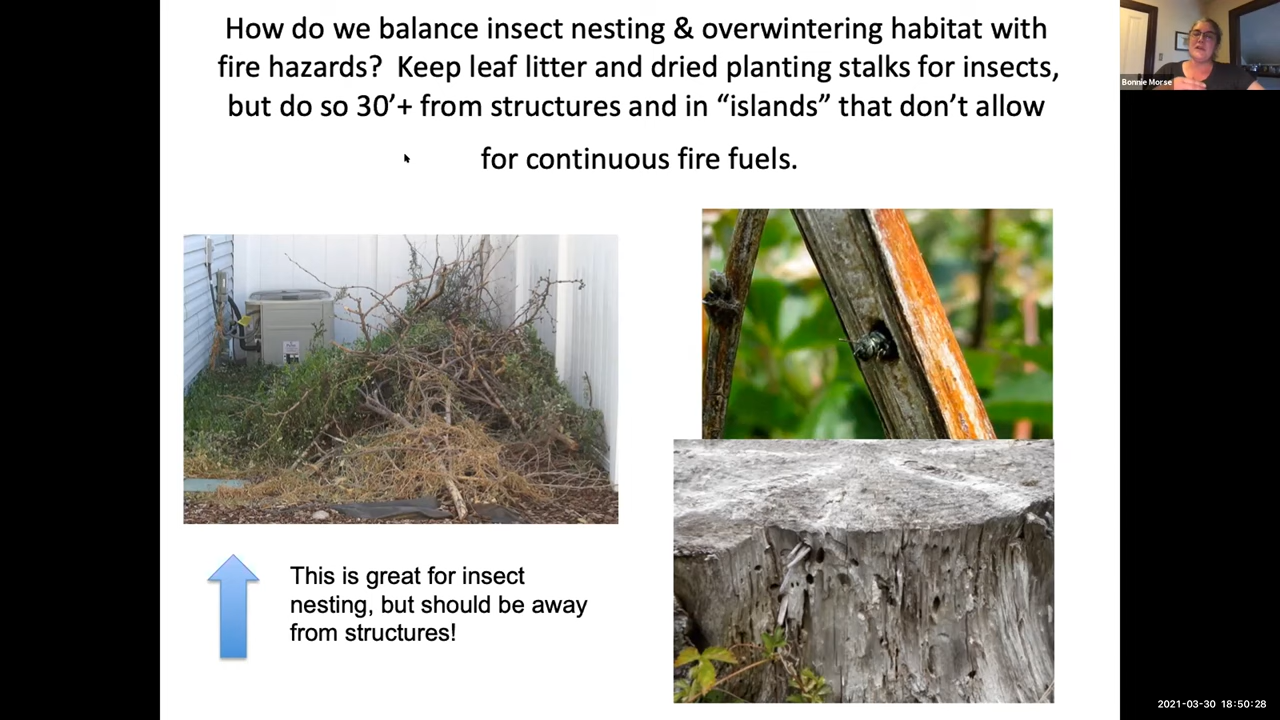 How do we balance insect nesting & overwintering habitat with
fire hazards?  Keep leaf litter and dried planting stalks for insects,
but do so 30’+ from structures and in “islands” that don’t allow
for continuous fire fuels.
Bonnie Morse
This is great for insect
nesting, but should be away
from structures!
2021-03-30 18:50:28